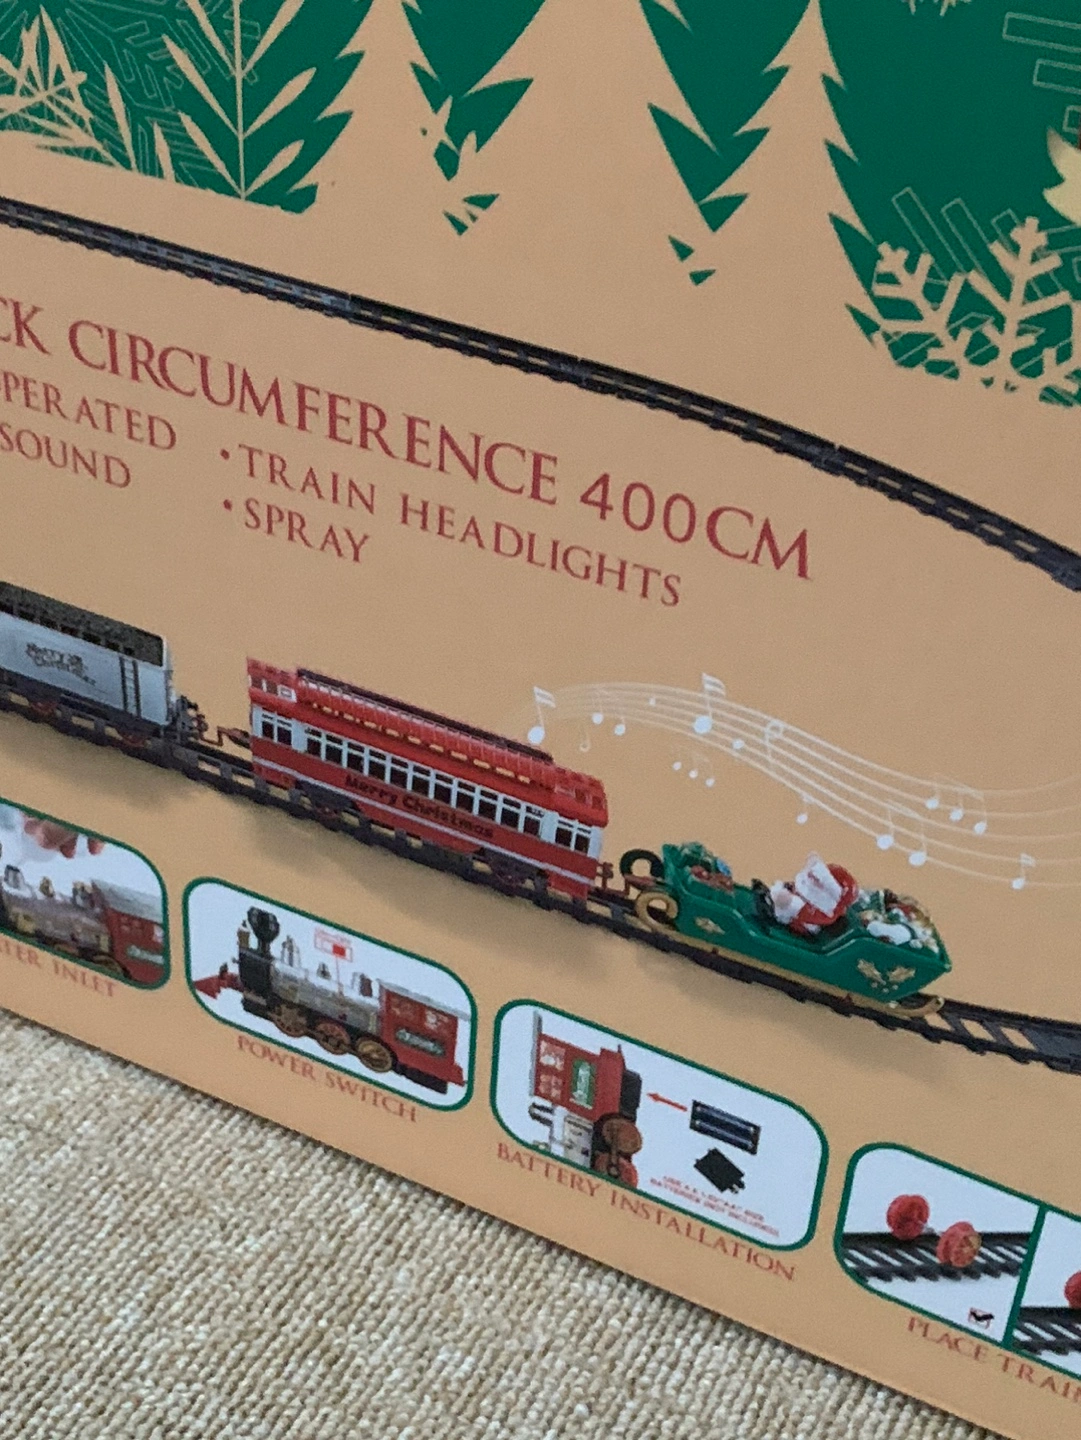 CK CIRCUMFERENCE 400CM
PERATED
SOUND
• TRAIN HEADLIGHTS
• SPRAY
Merry Christmas
TER INLET
POWER SWITCH
BATTERY INSTALLATION
PLACE TRAI